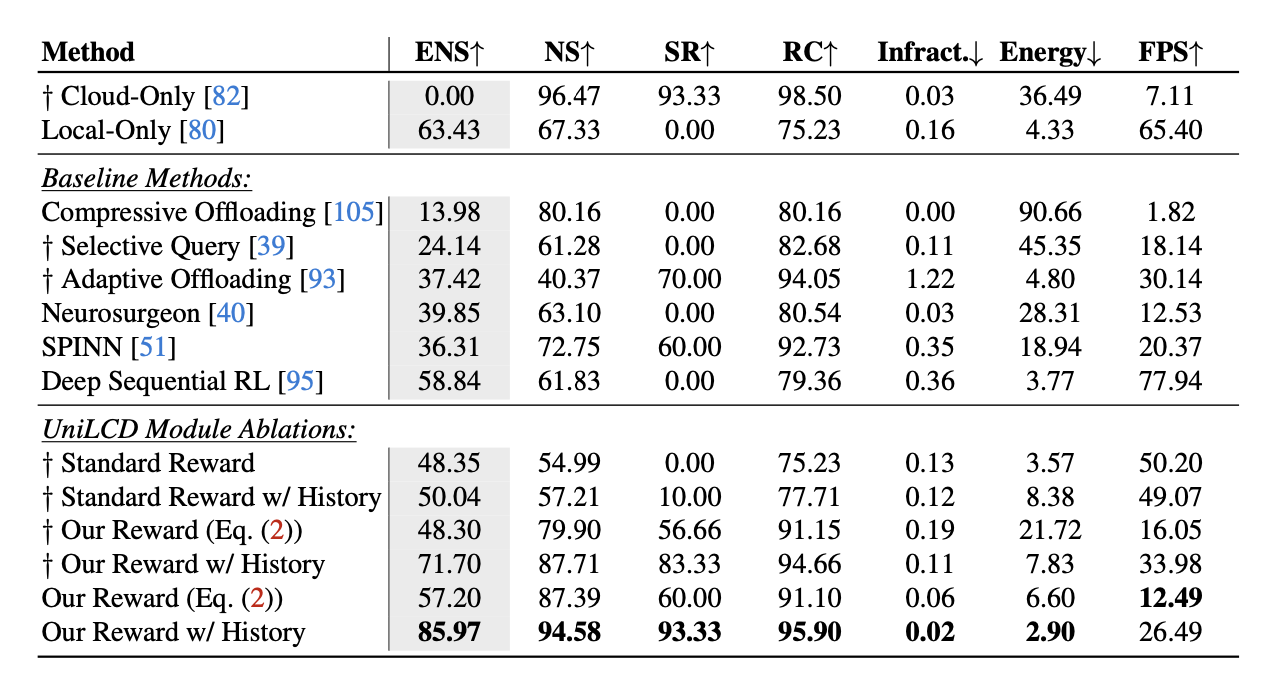 Method ENS↑ NS↑ SR↑ RC↑ Infract.↓ Energy↓ FPS↑
† Cloud-Only [82] 0.00 96.47 93.33 98.50 0.03 36.49 7.11
Local-Only [80] 63.43 67.33 0.00 75.23 0.16 4.33 65.40
Baseline Methods:
Compressive Offloading [105] 13.98 80.16 0.00 80.16 0.00 90.66 1.82
† Selective Query [39] 24.14 61.28 0.00 82.68 0.11 45.35 18.14
† Adaptive Offloading [93] 37.42 40.37 70.00 94.05 1.22 4.80 30.14
Neurosurgeon [40] 39.85 63.10 0.00 80.54 0.03 28.31 12.53
SPINN [51] 36.31 72.75 60.00 92.73 0.35 18.94 20.37
Deep Sequential RL [95] 58.84 61.83 0.00 79.36 0.36 3.77 77.94
UniLCD Module Ablations:
† Standard Reward 48.35 54.99 0.00 75.23 0.13 3.57 50.20
† Standard Reward w/ History 50.04 57.21 10.00 77.71 0.12 8.38 49.07
† Our Reward (Eq. (2)) 48.30 79.90 56.66 91.15 0.19 21.72 16.05
† Our Reward w/ History 71.70 87.71 83.33 94.66 0.11 7.83 33.98
Our Reward (Eq. (2)) 57.20 87.39 60.00 91.10 0.06 6.60 12.49
Our Reward w/ History 85.97 94.58 93.33 95.90 0.02 2.90 26.49